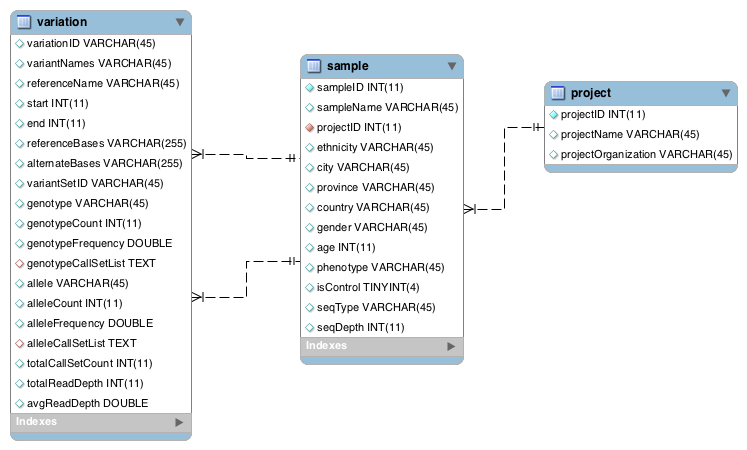 variation
variationID VARCHAR(45)
variantNames VARCHAR(45)
referenceName VARCHAR(45)
start INT(11)
end INT(11)
referenceBases VARCHAR(255)
alternateBases VARCHAR(255)
variantSetID VARCHAR(45)
genotype VARCHAR(45)
genotypeCount INT(11)
genotypeFrequency DOUBLE
genotypeCallSetList TEXT
allele VARCHAR(45)
alleleCount INT(11)
alleleFrequency DOUBLE
alleleCallSetList TEXT
totalCallSetCount INT(11)
totalReadDepth INT(11)
avgReadDepth DOUBLE
Indexes
sample
sampleID INT(11)
sampleName VARCHAR(45)
projectID INT(11)
ethnicity VARCHAR(45)
city VARCHAR(45)
province VARCHAR(45)
country VARCHAR(45)
gender VARCHAR(45)
age INT(11)
phenotype VARCHAR(45)
isControl TINYINT(4)
seqType VARCHAR(45)
seqDepth INT(11)
Indexes
project
projectID INT(11)
projectName VARCHAR(45)
projectOrganization VARCHAR(45)